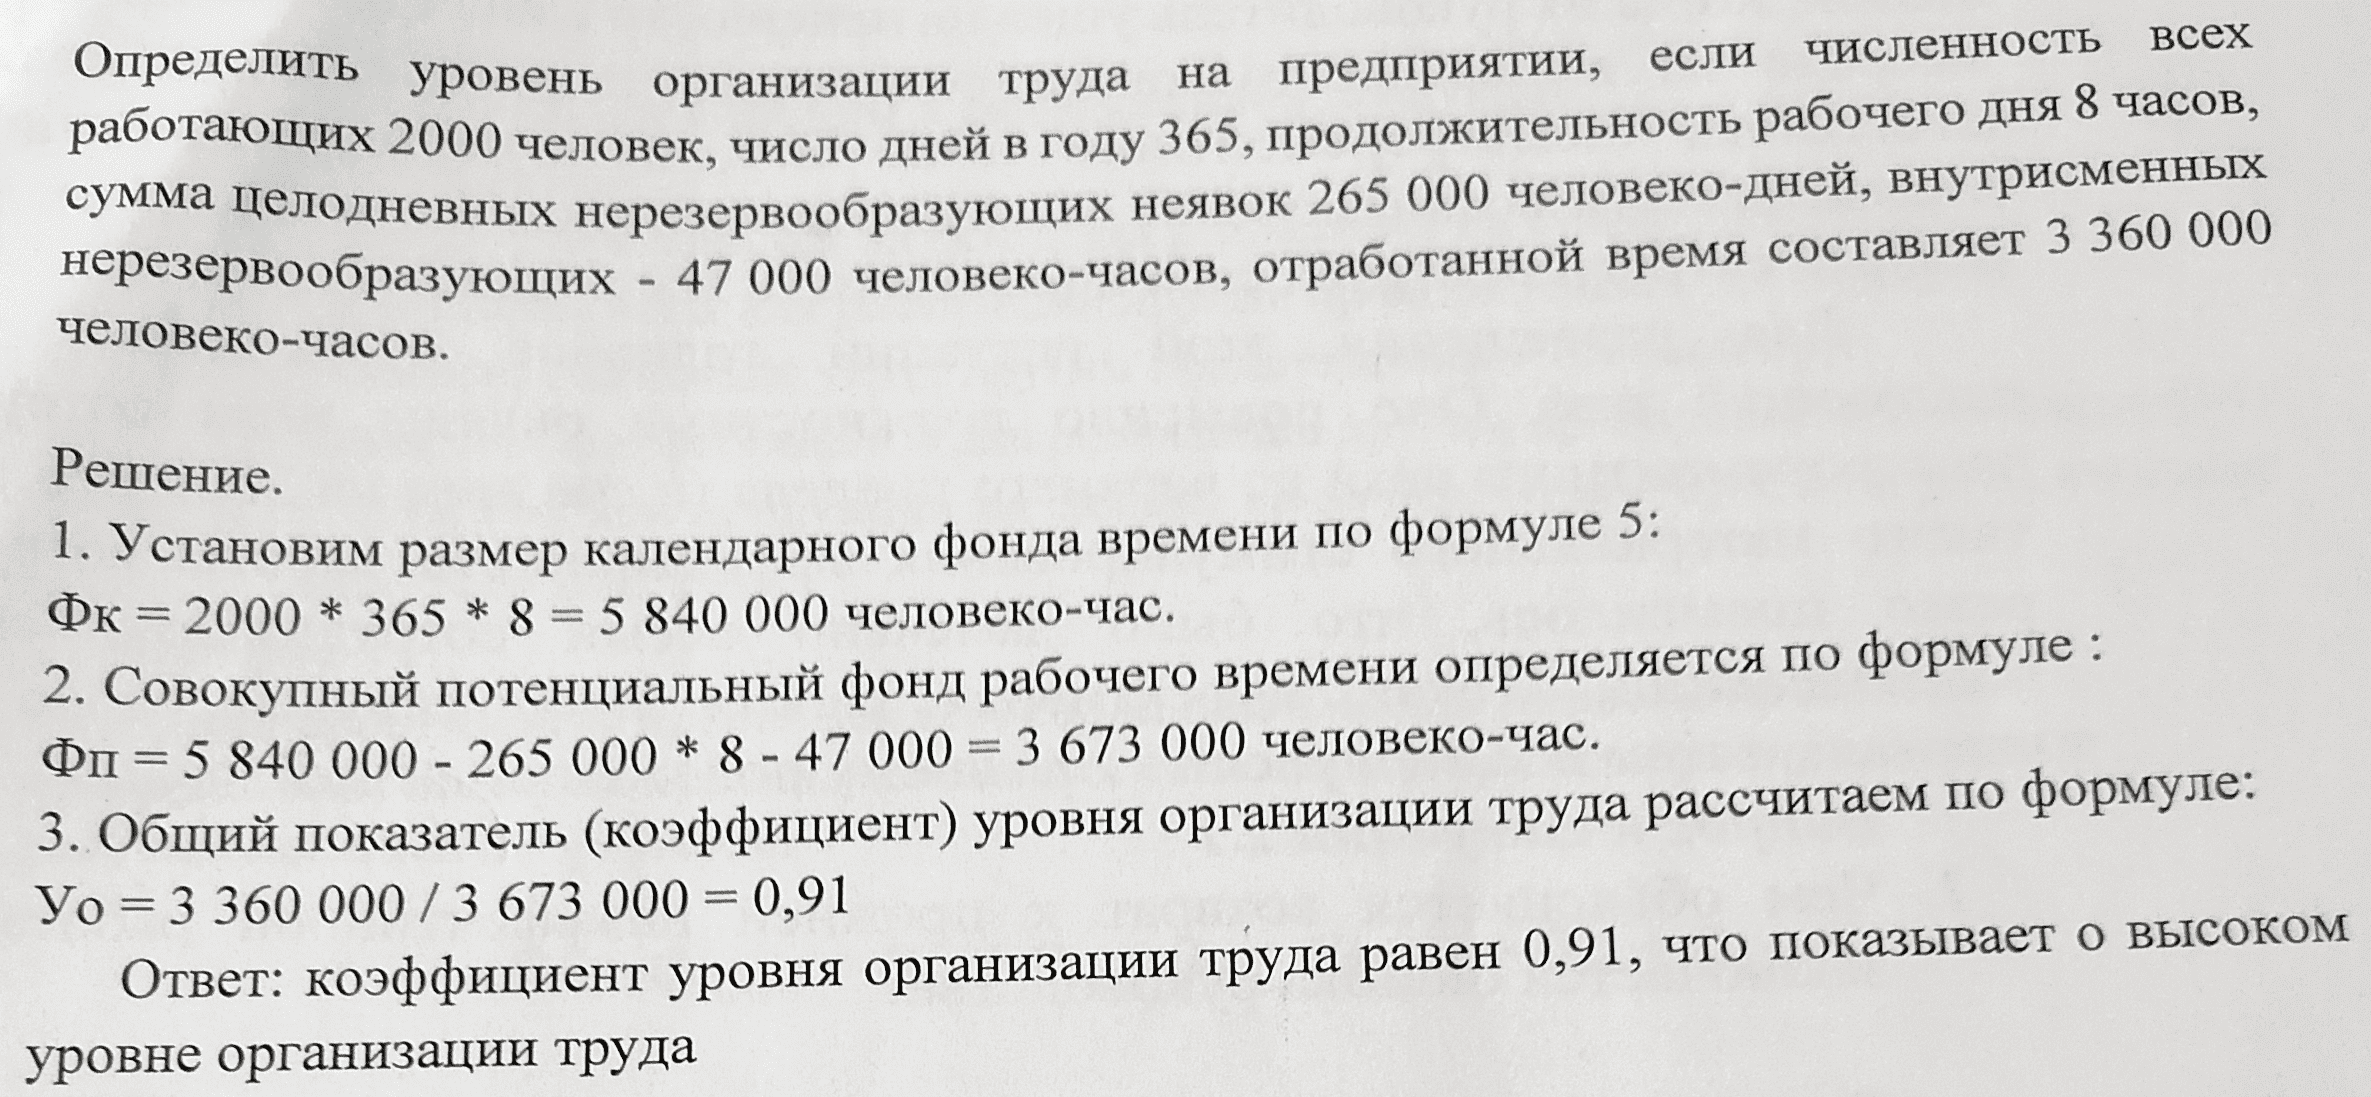 Определить уровень организации труда на предприятии, если численность всех
работающих 2000 человек, число дней в году 365, продолжительность рабочего дня 8 часов,
сумма целодневных нерезервообразующих неявок 265 000 человеко-дней, внутрисменных
нерезервообразующих - 47 000 человеко-часов, отработанной время составляет 3 360 000
человеко-часов.
Решение.
1. Установим размер календарного фонда времени по формуле 5:
Фк = 2000 * 365 * 8 = 5 840 000 человеко-час.
2. Совокупный потенциальный фонд рабочего времени определяется по формуле :
Фп = 5 840 000 - 265 000 * 8 - 47 000 = 3 673 000 человеко-час.
3. Общий показатель (коэффициент) уровня организации труда рассчитаем по формуле:
Уо = 3 360 000 / 3 673 000 = 0,91
Ответ: коэффициент уровня организации труда равен 0,91, что показывает о высоком
уровне организации труда